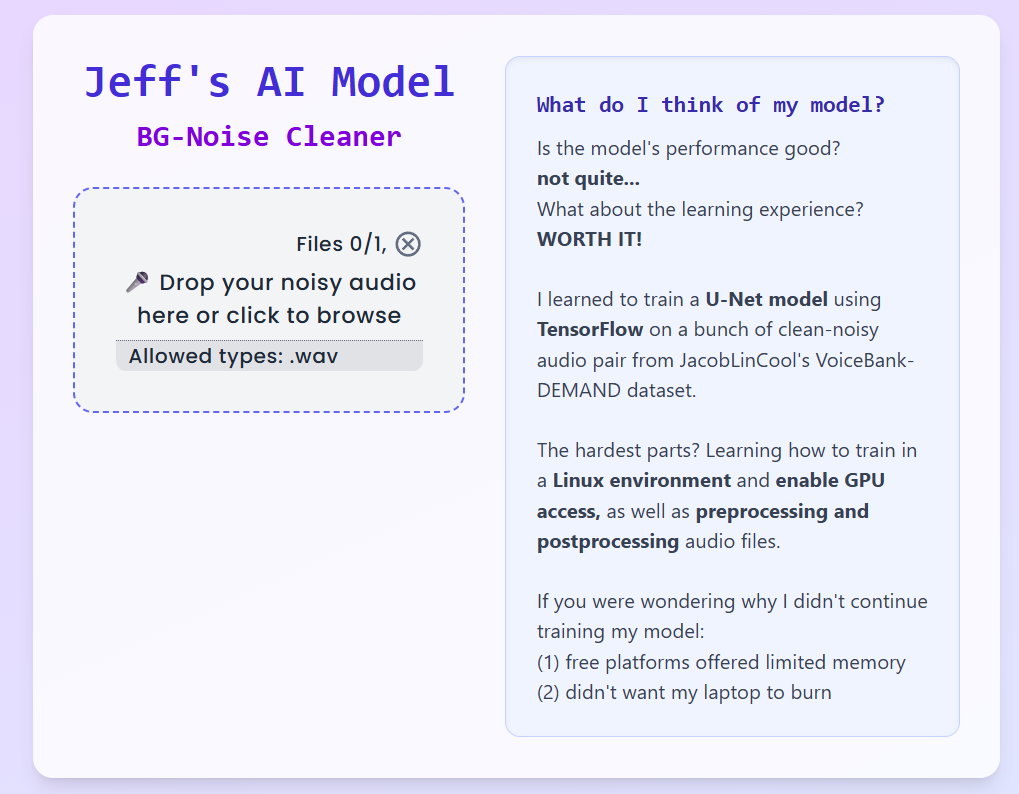 Jeff's AI Model
BG-Noise Cleaner
Files 0/1,
Drop your noisy audio
here or click to browse
Allowed types: .wav
What do I think of my model?
Is the model's performance good?
not quite...
What about the learning experience?
WORTH IT!
I learned to train a U-Net model using
TensorFlow on a bunch of clean-noisy
audio pair from JacobLinCool's VoiceBank-
DEMAND dataset.
The hardest parts? Learning how to train in
a Linux environment and enable GPU
access, as well as preprocessing and
postprocessing audio files.
If you were wondering why I didn't continue
training my model:
(1) free platforms offered limited memory
(2) didn't want my laptop to burn